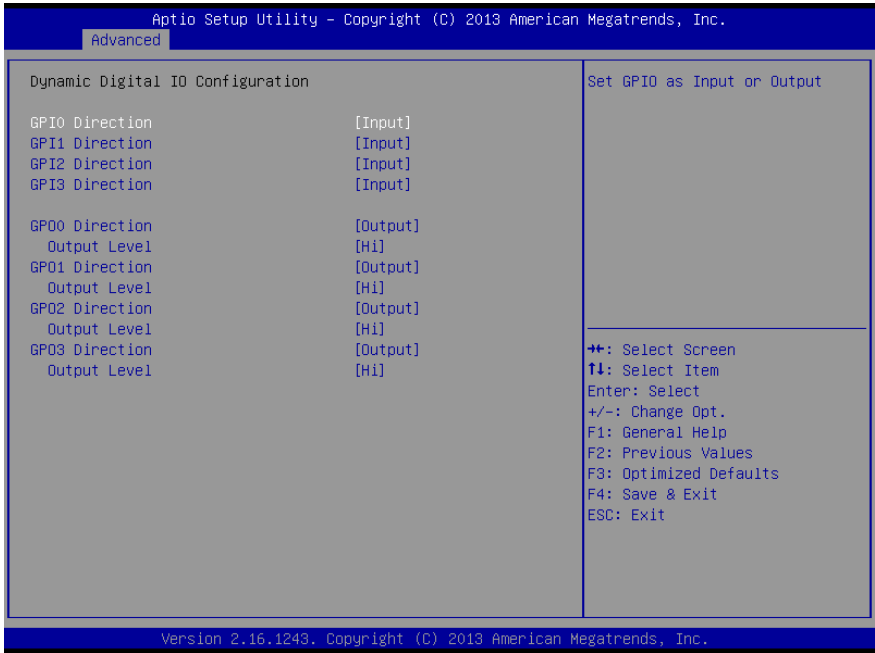 Aptio Setup Utility – Copyright (C) 2013 American Megatrends, Inc.
Advanced
Dynamic Digital IO Configuration
GPI0 Direction [Input]
GPI1 Direction [Input]
GPI2 Direction [Input]
GPI3 Direction [Input]
GPO0 Direction [Output]
Output Level [Hi]
GPO1 Direction [Output]
Output Level [Hi]
GPO2 Direction [Output]
Output Level [Hi]
GPO3 Direction [Output]
Output Level [Hi]
Set GPIO as Input or Output
→←: Select Screen
↑↓: Select Item
Enter: Select
+/-: Change Opt.
F1: General Help
F2: Previous Values
F3: Optimized Defaults
F4: Save & Exit
ESC: Exit
Version 2.16.1243. Copyright (C) 2013 American Megatrends, Inc.